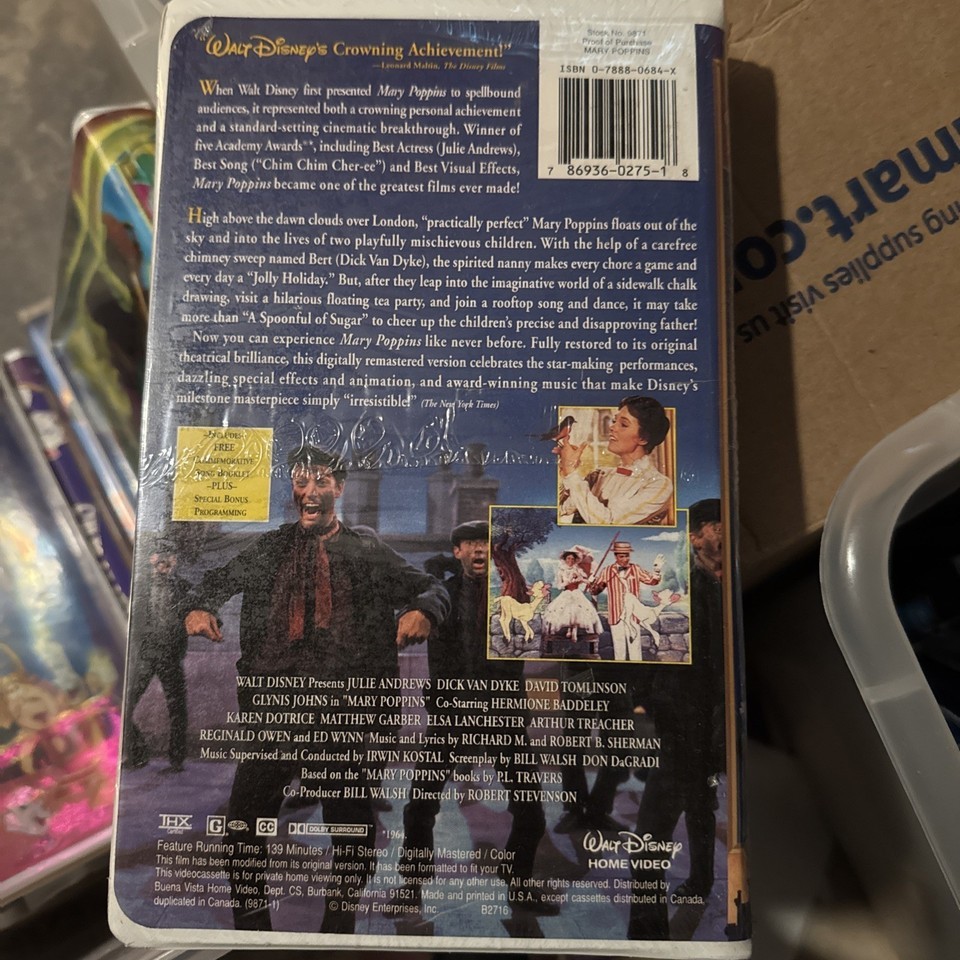 "WALT DISNEY'S Crowning Achievement!"
—Leonard Maltin, The Disney Films
When Walt Disney first presented Mary Poppins to spellbound
audiences, it represented both a crowning personal achievement
and a standard-setting cinematic breakthrough. Winner of
five Academy Awards®*, including Best Actress (Julie Andrews),
Best Song ("Chim Chim Cher-ee") and Best Visual Effects,
Mary Poppins became one of the greatest films ever made!
Stock No. 9871
Proof of Purchase
MARY POPPINS
ISBN 0-7888-0684-X
7 86936-0275-1 8
High above the dawn clouds over London, "practically perfect" Mary Poppins floats out of the
sky and into the lives of two playfully mischievous children. With the help of a carefree
chimney sweep named Bert (Dick Van Dyke), the spirited nanny makes every chore a game and
every day a "Jolly Holiday." But, after they leap into the imaginative world of a sidewalk chalk
drawing, visit a hilarious floating tea party, and join a rooftop song and dance, it may take
more than "A Spoonful of Sugar" to cheer up the children's precise and disapproving father!
Now you can experience Mary Poppins like never before. Fully restored to its original
theatrical brilliance, this digitally remastered version celebrates the star-making performances,
dazzling special effects and animation, and award-winning music that make Disney's
milestone masterpiece simply "irresistible!" (The New York Times)
–INCLUDES–
FREE
COMMEMORATIVE
SONG BOOKLET
–PLUS–
SPECIAL BONUS
PROGRAMMING
WALT DISNEY Presents JULIE ANDREWS DICK VAN DYKE DAVID TOMLINSON
GLYNIS JOHNS in "MARY POPPINS" Co-Starring HERMIONE BADDELEY
KAREN DOTRICE MATTHEW GARBER ELSA LANCHESTER ARTHUR TREACHER
REGINALD OWEN and ED WYNN Music and Lyrics by RICHARD M. and ROBERT B. SHERMAN
Music Supervised and Conducted by IRWIN KOSTAL Screenplay by BILL WALSH DON DaGRADI
Based on the "MARY POPPINS" books by P.L. TRAVERS
Co-Producer BILL WALSH Directed by ROBERT STEVENSON
THX G CC DOLBY SURROUND *1964.
WALT DISNEY
HOME VIDEO
Feature Running Time: 139 Minutes / Hi-Fi Stereo / Digitally Mastered / Color
This film has been modified from its original version. It has been formatted to fit your TV.
This videocassette is for private home viewing only. It is not licensed for any other use. All other rights reserved. Distributed by
Buena Vista Home Video, Dept. CS, Burbank, California 91521. Made and printed in U.S.A., except cassettes distributed in Canada,
duplicated in Canada. (9871-1) © Disney Enterprises, Inc. B2716
mart.co
ng supplies visit us